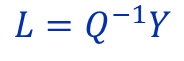 L = Q⁻¹Y